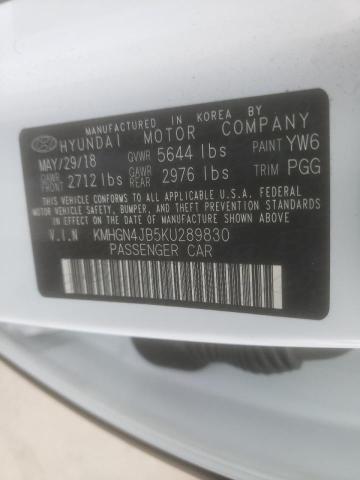 MANUFACTURED IN KOREA BY
HYUNDAI MOTOR COMPANY
MAY/29/18 GVWR 5644 lbs PAINT YW6
GAWR FRONT 2712 lbs GAWR REAR 2976 lbs TRIM PGG
THIS VEHICLE CONFORMS TO ALL APPLICABLE U.S.A. FEDERAL
MOTOR VEHICLE SAFETY, BUMPER, AND THEFT PREVENTION
STANDARDS IN EFFECT ON THE DATE OF MANUFACTURE SHOWN
ABOVE.
V.I.N KMHGN4JB5KU289830
PASSENGER CAR